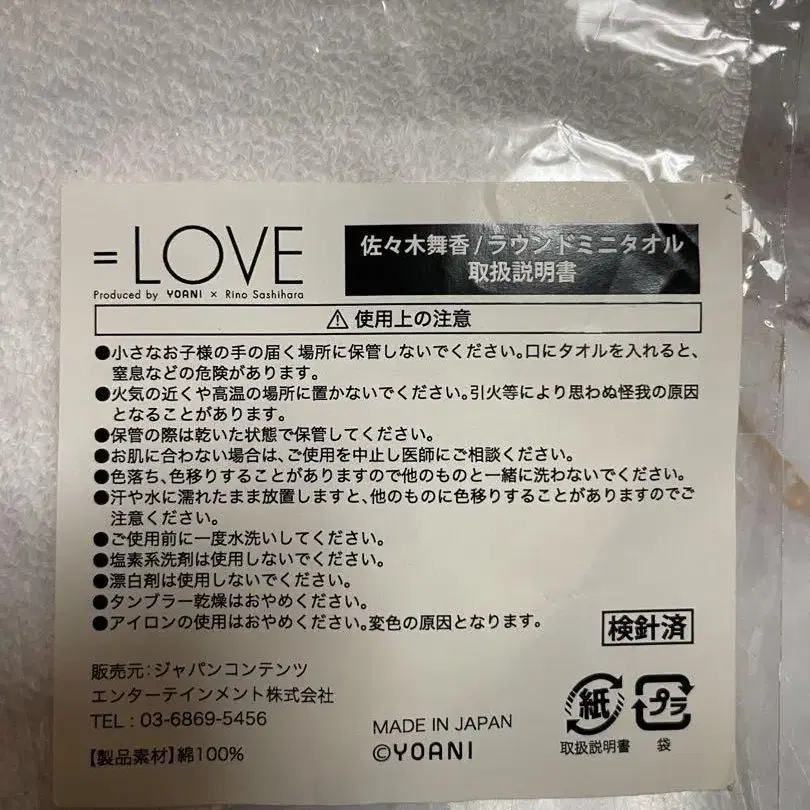 =LOVE
Produced by YOANI × Rino Sashihara
佐々木舞香/ラウンドミニタオル
取扱説明書
⚠使用上の注意
●小さなお子様の手の届く場所に保管しないでください。口にタオルを入れると、
窒息などの危険があります。
●火気の近くや高温の場所に置かないでください。引火等により思わぬ怪我の原因
となることがあります。
●保管の際は乾いた状態で保管してください。
●お肌に合わない場合は、ご使用を中止し医師にご相談ください。
●色落ち、色移りすることがありますので他のものと一緒に洗わないでください。
●汗や水に濡れたまま放置しますと、他のものに色移りすることがありますのでご
注意ください。
●ご使用前に一度水洗いしてください。
●塩素系洗剤は使用しないでください。
●漂白剤は使用しないでください。
●タンブラー乾燥はおやめください。
●アイロンの使用はおやめください。変色の原因となります。
検針済
販売元：ジャパンコンテンツ
エンターテインメント株式会社
TEL : 03-6869-5456
【製品素材】綿100%
MADE IN JAPAN
©YOANI
紙
取扱説明書
プラ
袋